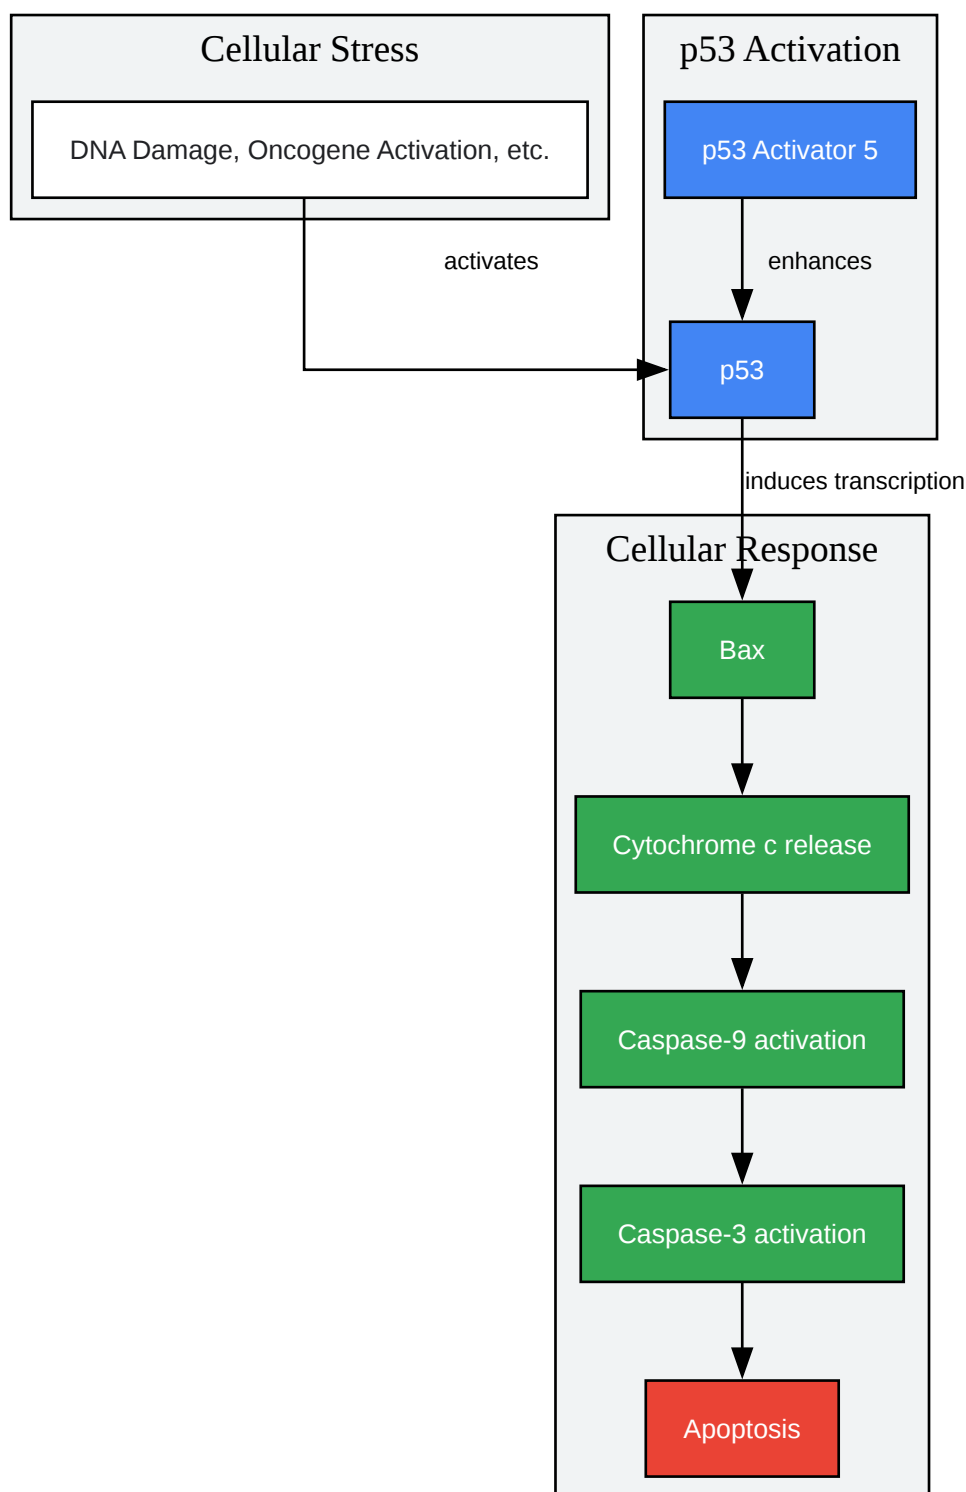 Cellular Stress
DNA Damage, Oncogene Activation, etc.
p53 Activation
p53 Activator 5
activates
enhances
p53
induces transcription
Cellular Response
Bax
Cytochrome c release
Caspase-9 activation
Caspase-3 activation
Apoptosis